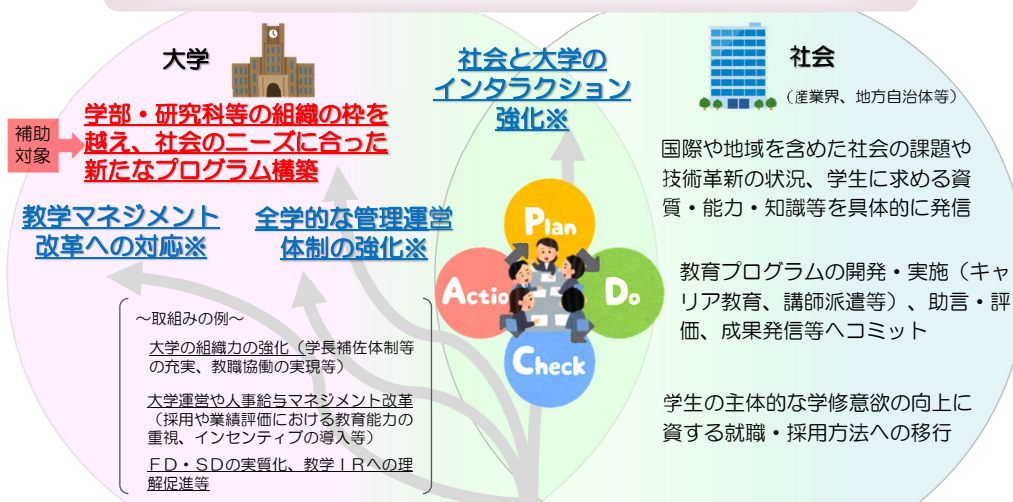 大学
補助
対象
学部・研究科等の組織の枠を
越え、社会のニーズに合った
新たなプログラム構築
教学マネジメント
改革への対応※
全学的な管理運営
体制の強化※
～取組みの例～
大学の組織力の強化（学長補佐体制等
の充実、教職協働の実現等）
大学運営や人事給与マネジメント改革
（採用や業績評価における教育能力の
重視、インセンティブの導入等）
ＦＤ・ＳＤの実質化、教学ＩＲへの理
解促進等
社会と大学の
インタラクション
強化※
Plan
Actio
Do
Check
社会
（産業界、地方自治体等）
国際や地域を含めた社会の課題や
技術革新の状況、学生に求める資
質・能力・知識等を具体的に発信
教育プログラムの開発・実施（キャ
リア教育、講師派遣等）、助言・評
価、成果発信等へコミット
学生の主体的な学修意欲の向上に
資する就職・採用方法への移行